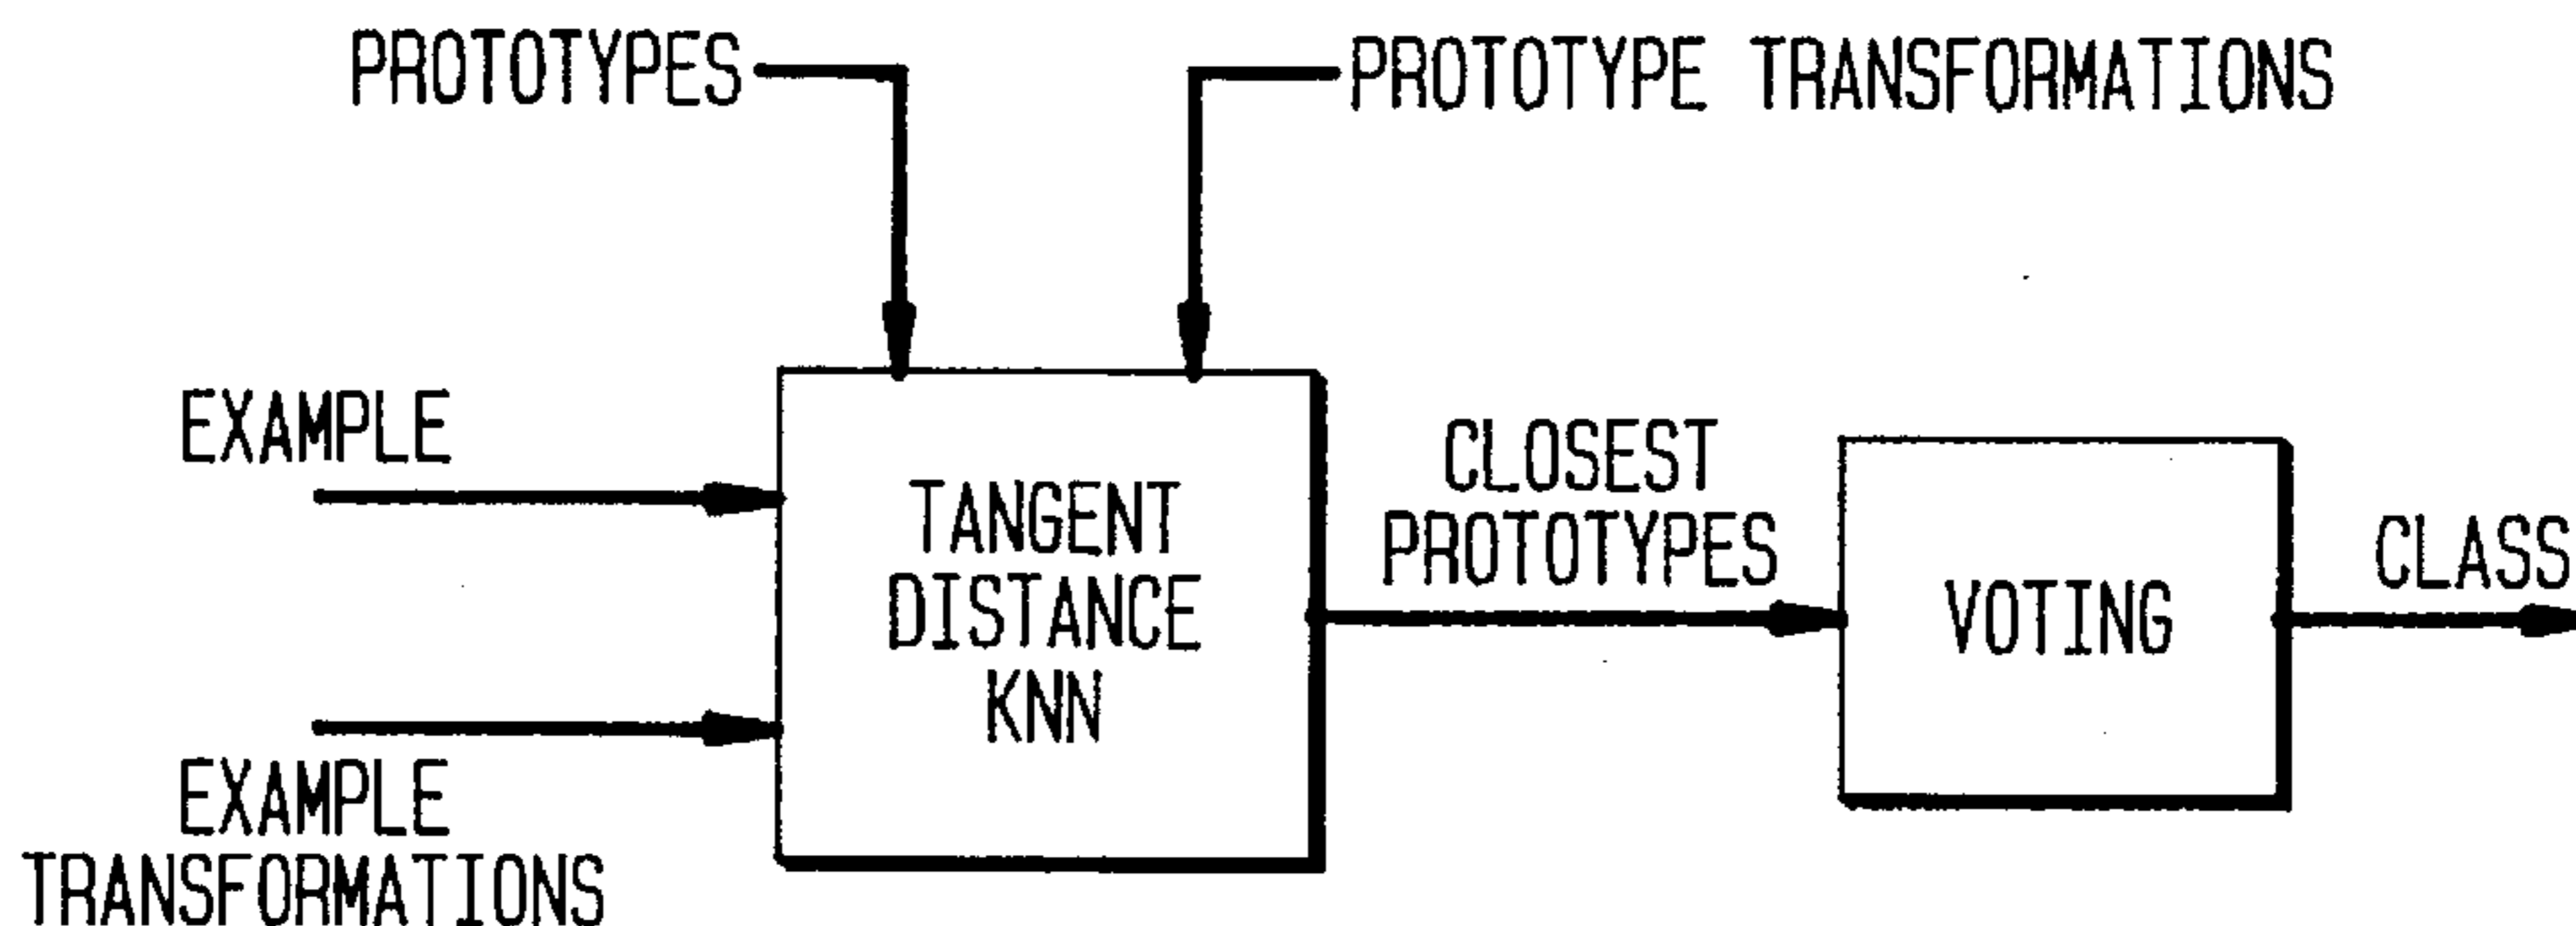 PROTOTYPES
PROTOTYPE TRANSFORMATIONS
EXAMPLE
CLOSEST
PROTOTYPES
TANGENT
DISTANCE
KNN
VOTING
CLASS
EXAMPLE
TRANSFORMATIONS